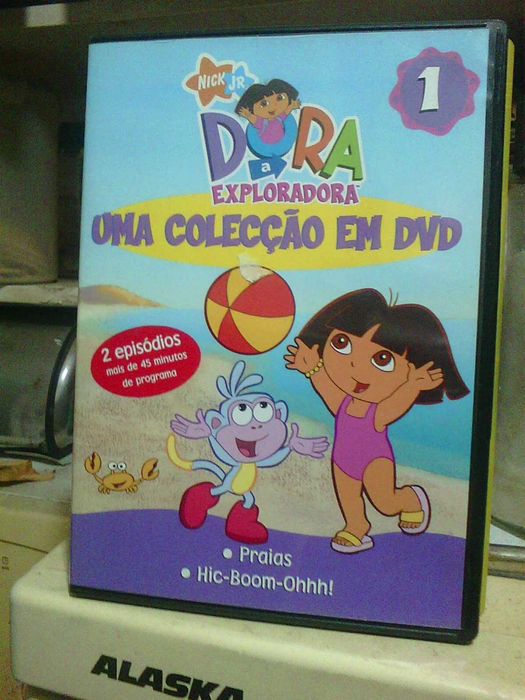 NICK JR.
1
DORA
a
EXPLORADORA
UMA COLECÇÃO EM DVD
2 episódios
mais de 45 minutos
de programa
• Praias
• Hic-Boom-Ohhh!
ALASKA